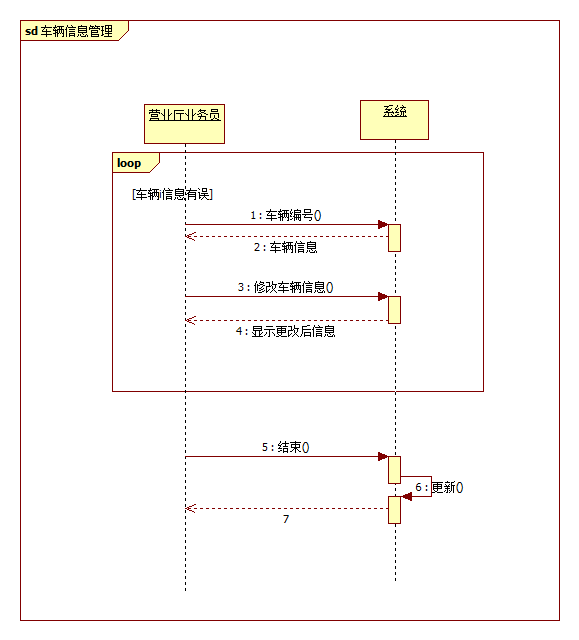 sd 车辆信息管理
营业厅业务员
系统
loop
[车辆信息有误]
1 : 车辆编号()
2 : 车辆信息
3 : 修改车辆信息()
4 : 显示更改后信息
5 : 结束()
6 : 更新()
7